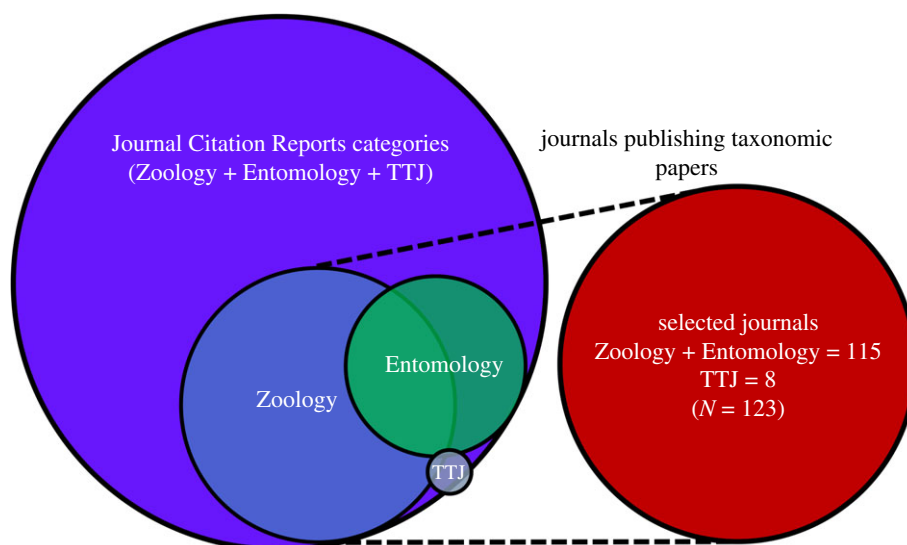 Journal Citation Reports categories
(Zoology + Entomology + TTJ)
journals publishing taxonomic
papers
selected journals
Zoology + Entomology = 115
TTJ = 8
(N = 123)
Entomology
Zoology
TTJ